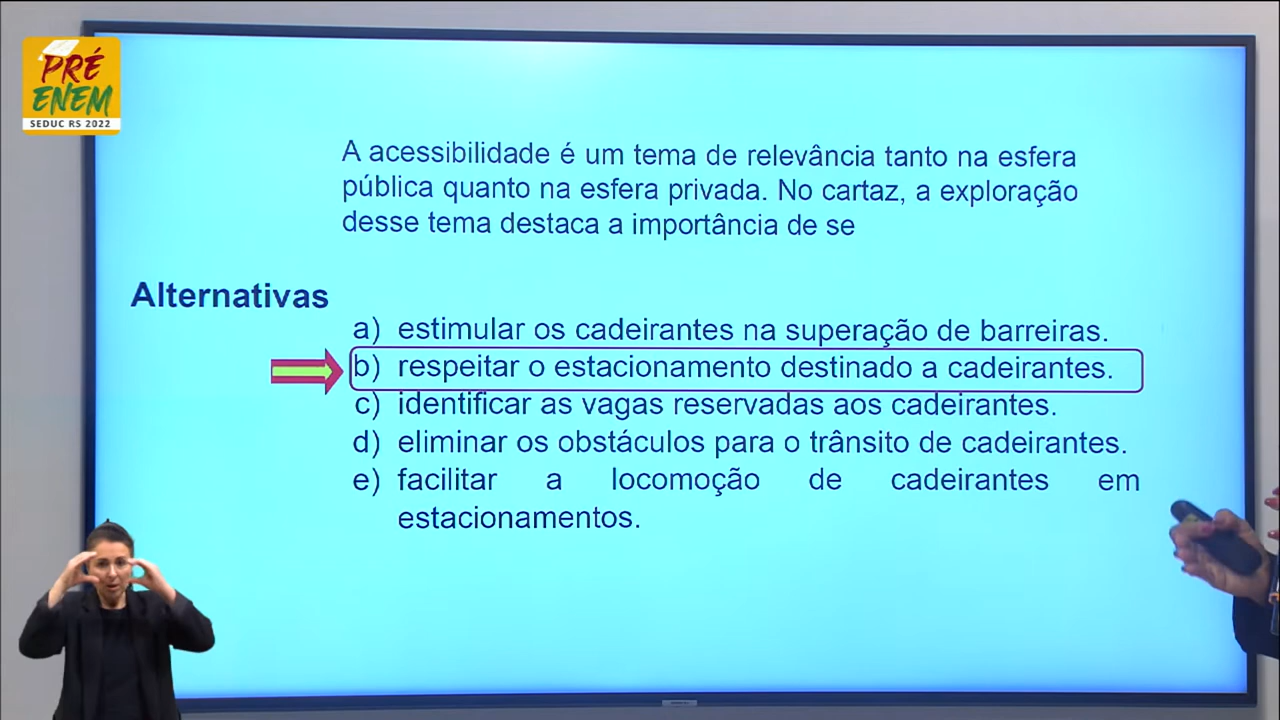 PRÉ
ENEM
SEDUC RS 2022
A acessibilidade é um tema de relevância tanto na esfera
pública quanto na esfera privada. No cartaz, a exploração
desse tema destaca a importância de se
Alternativas
a) estimular os cadeirantes na superação de barreiras.
b) respeitar o estacionamento destinado a cadeirantes.
c) identificar as vagas reservadas aos cadeirantes.
d) eliminar os obstáculos para o trânsito de cadeirantes.
e) facilitar a locomoção de cadeirantes em
estacionamentos.